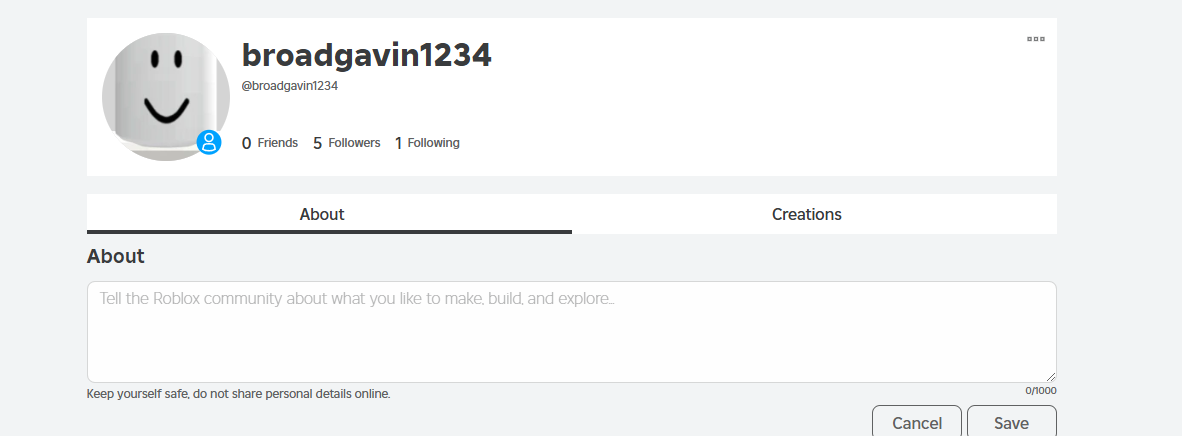 broadgavin1234
@broadgavin1234
0 Friends 5 Followers 1 Following
About Creations
About
Tell the Roblox community about what you like to make, build, and explore...
Keep yourself safe, do not share personal details online. 0/1000
Cancel Save